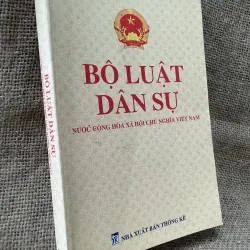 BỘ LUẬT
DÂN SỰ
NƯỚC CỘNG HÒA XÃ HỘI CHỦ NGHĨA VIỆT NAM
NHÀ XUẤT BẢN THỐNG KÊ
BỘ LUẬT DÂN SỰ